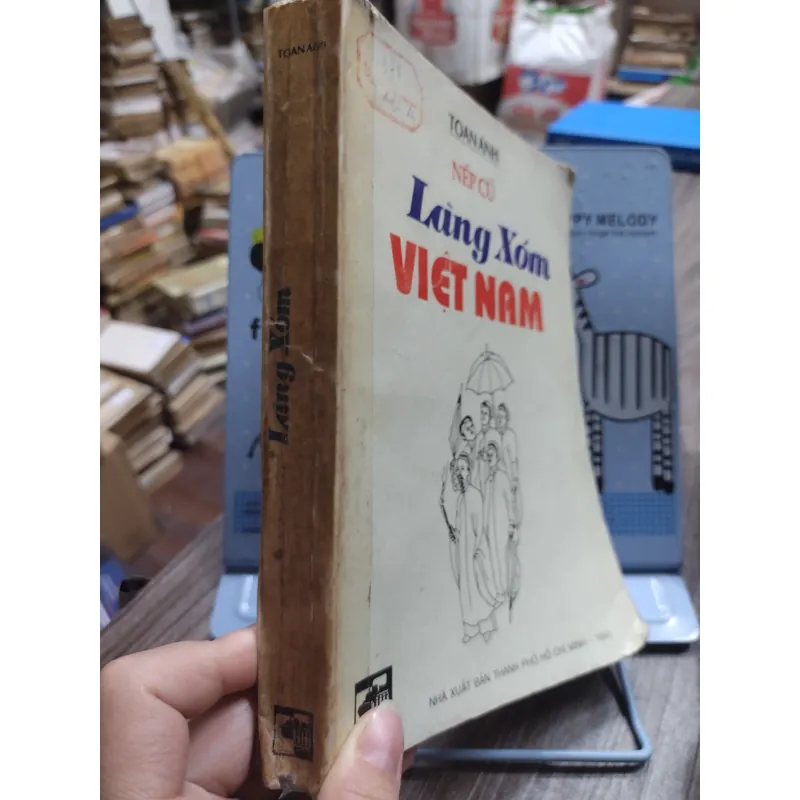 TOAN ÁNH
Làng Xóm
TOAN ÁNH
NẾP CŨ
Làng Xóm
VIỆT NAM
NHÀ XUẤT BẢN THÀNH PHỐ HỒ CHÍ MINH -
PPY MELODY